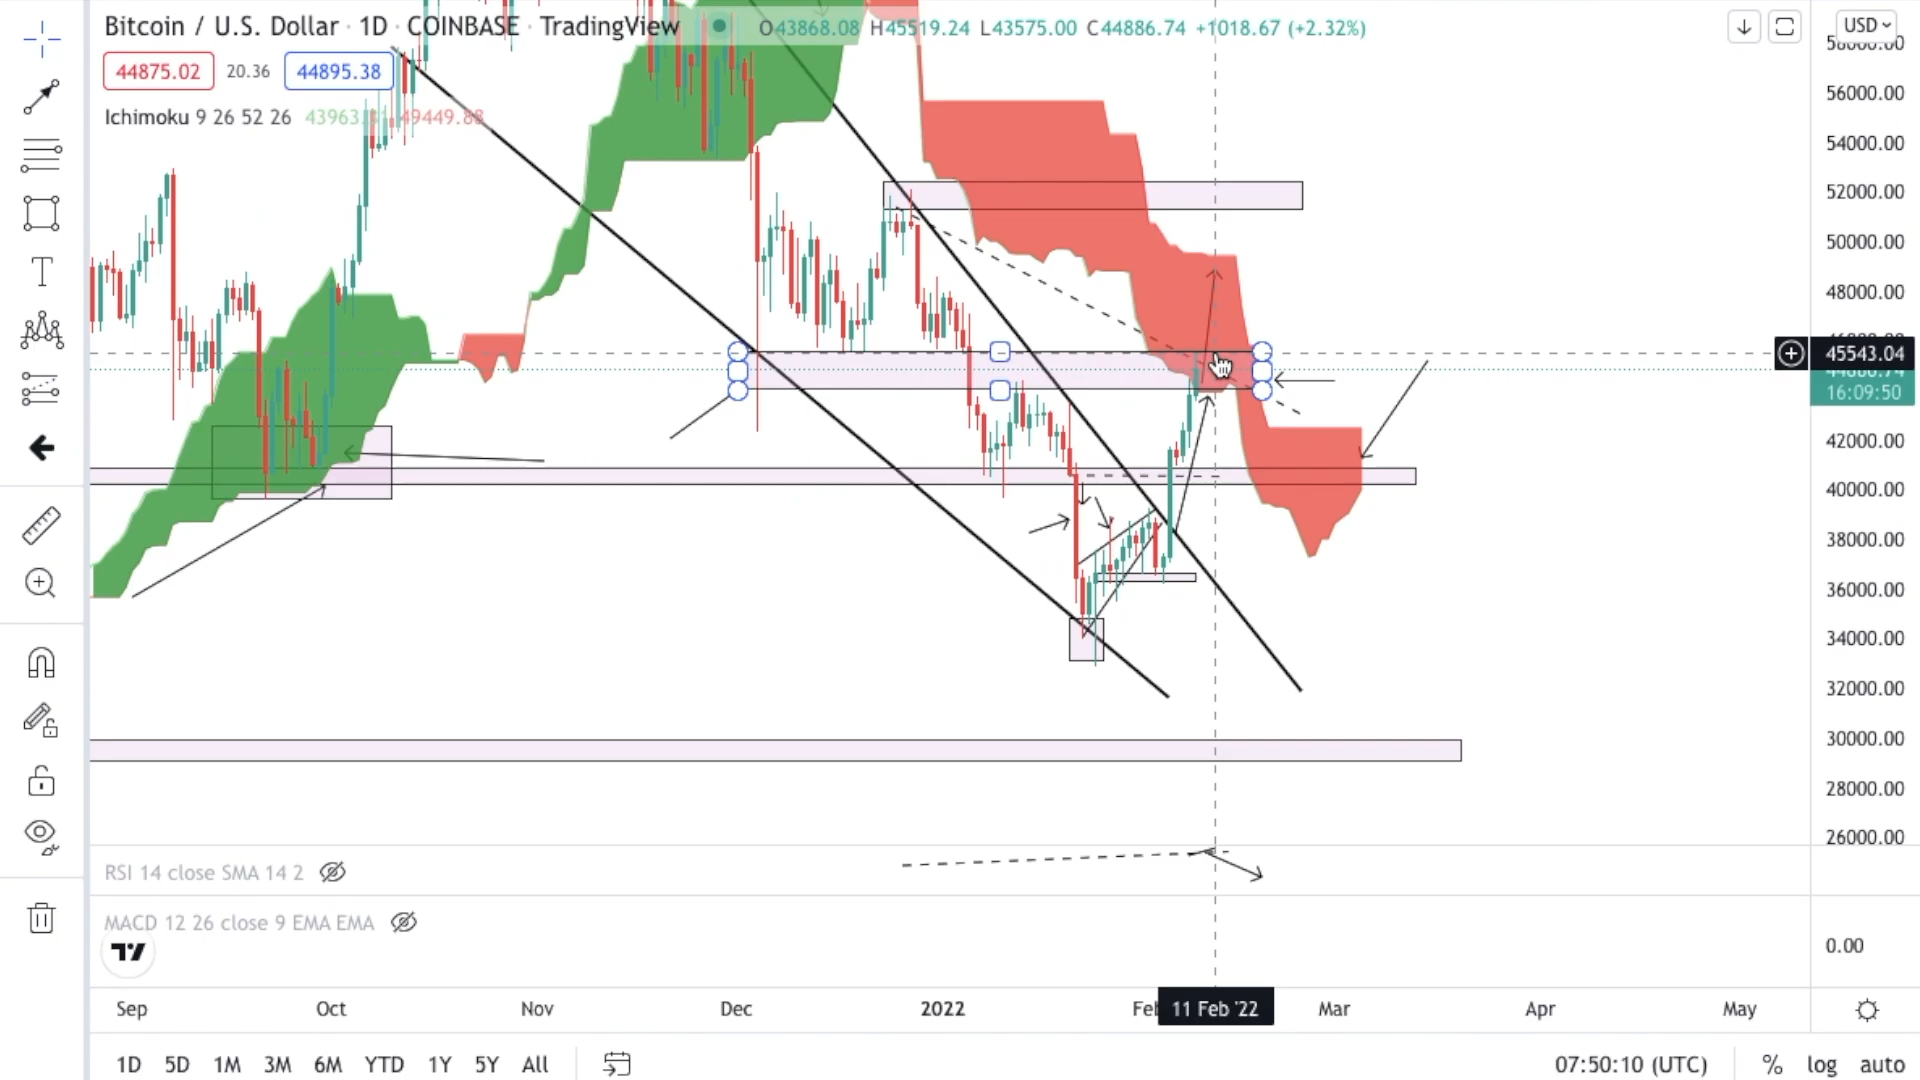 Bitcoin / U.S. Dollar · 1D · COINBASE · TradingView O43868.08 H45519.24 L43575.00 C44886.74 +1018.67 (+2.32%)
USD
44875.02 20.36 44895.38
Ichimoku 9 26 52 26
58000.00
56000.00
54000.00
52000.00
50000.00
48000.00
45543.04
16:09:50
42000.00
40000.00
38000.00
36000.00
34000.00
32000.00
30000.00
28000.00
26000.00
RSI 14 close SMA 14 2
MACD 12 26 close 9 EMA EMA
0.00
Sep Oct Nov Dec 2022 11 Feb '22 Mar Apr May
1D 5D 1M 3M 6M YTD 1Y 5Y All 07:50:10 (UTC) % log auto